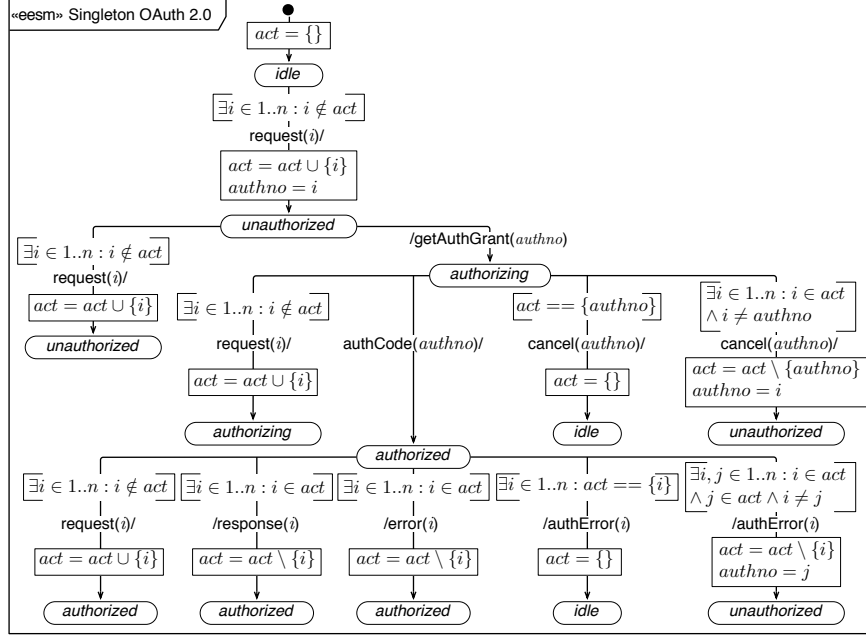 «eesm» Singleton OAuth 2.0
act = {}
idle
∃i ∈ 1..n : i ∉ act
request(i)/
act = act ∪ {i}
authno = i
unauthorized
/getAuthGrant(authno)
∃i ∈ 1..n : i ∉ act
request(i)/
act = act ∪ {i}
unauthorized
authorizing
∃i ∈ 1..n : i ∉ act
request(i)/
act = act ∪ {i}
authorizing
authCode(authno)/
act == {authno}
cancel(authno)/
act = {}
idle
∃i ∈ 1..n : i ∈ act
∧ i ≠ authno
cancel(authno)/
act = act \ {authno}
authno = i
unauthorized
authorized
∃i ∈ 1..n : i ∉ act
request(i)/
act = act ∪ {i}
authorized
∃i ∈ 1..n : i ∈ act
/response(i)
act = act \ {i}
authorized
∃i ∈ 1..n : i ∈ act
/error(i)
act = act \ {i}
authorized
∃i ∈ 1..n : act == {i}
/authError(i)
act = {}
idle
∃i, j ∈ 1..n : i ∈ act
∧ j ∈ act ∧ i ≠ j
/authError(i)
act = act \ {i}
authno = j
unauthorized